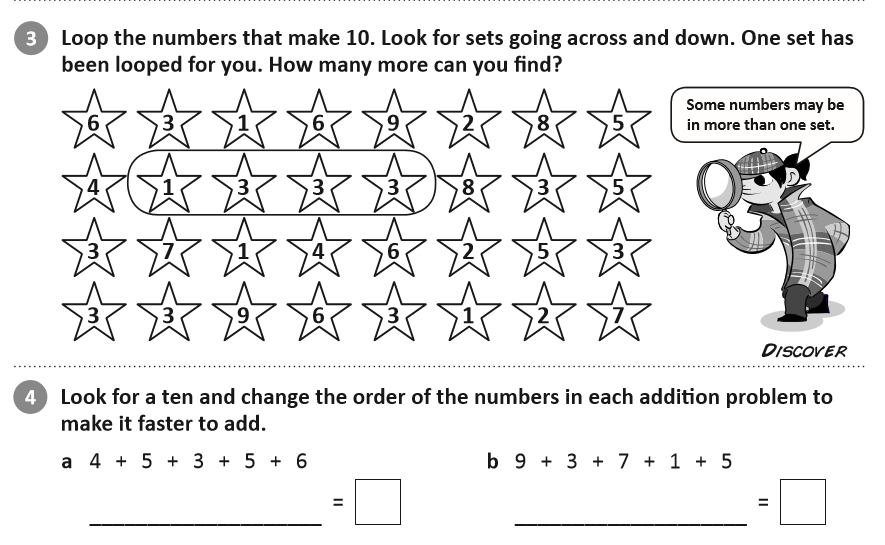 3 Loop the numbers that make 10. Look for sets going across and down. One set has
been looped for you. How many more can you find?
6 3 1 6 9 2 8 5
4 1 3 3 3 8 3 5
3 7 1 4 6 2 5 3
3 3 9 6 3 1 2 7
Some numbers may be
in more than one set.
DISCOVER
4 Look for a ten and change the order of the numbers in each addition problem to
make it faster to add.
a 4 + 5 + 3 + 5 + 6
=
b 9 + 3 + 7 + 1 + 5
=